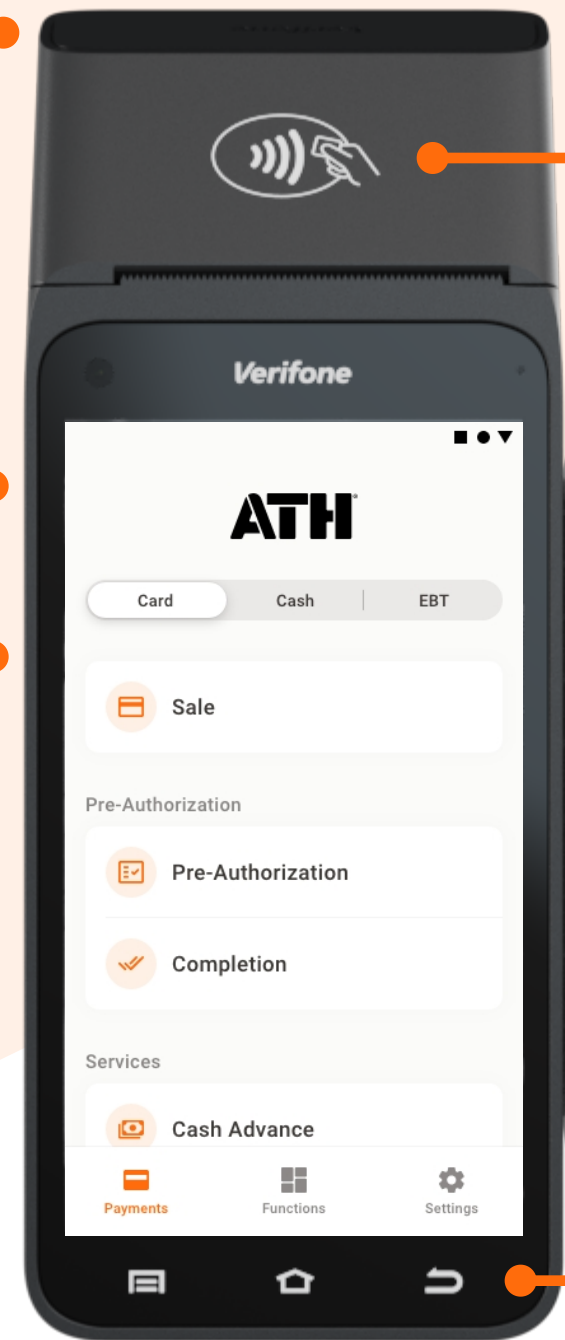 Verifone
ATH
Card Cash EBT
Sale
Pre-Authorization
Pre-Authorization
Completion
Services
Cash Advance
Payments Functions Settings